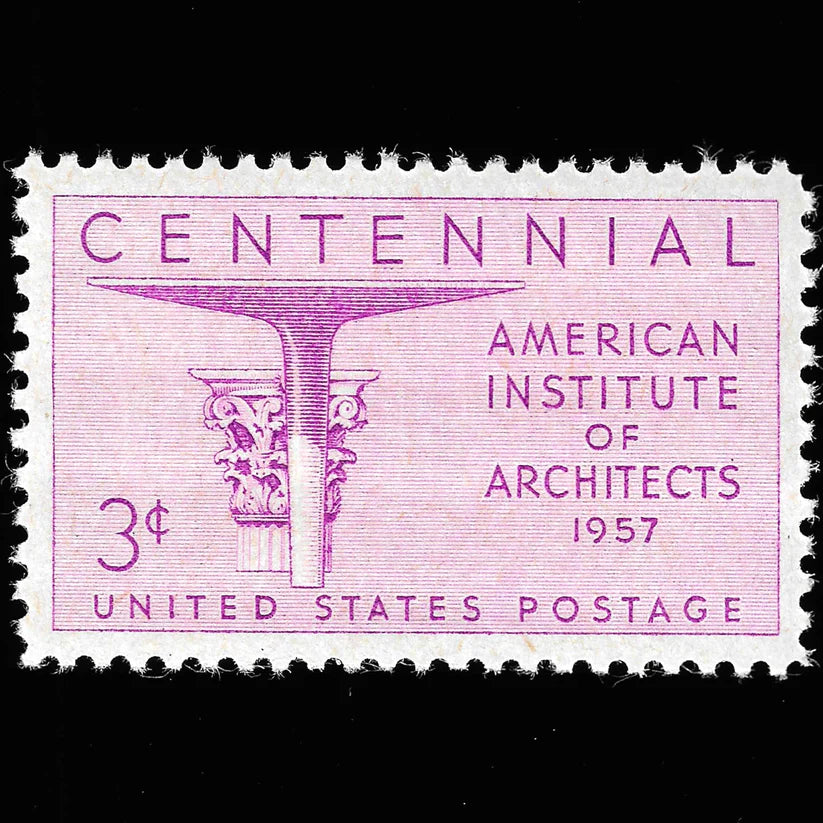 CENTENNIAL
AMERICAN
INSTITUTE
OF
ARCHITECTS
1957
3¢
UNITED STATES POSTAGE